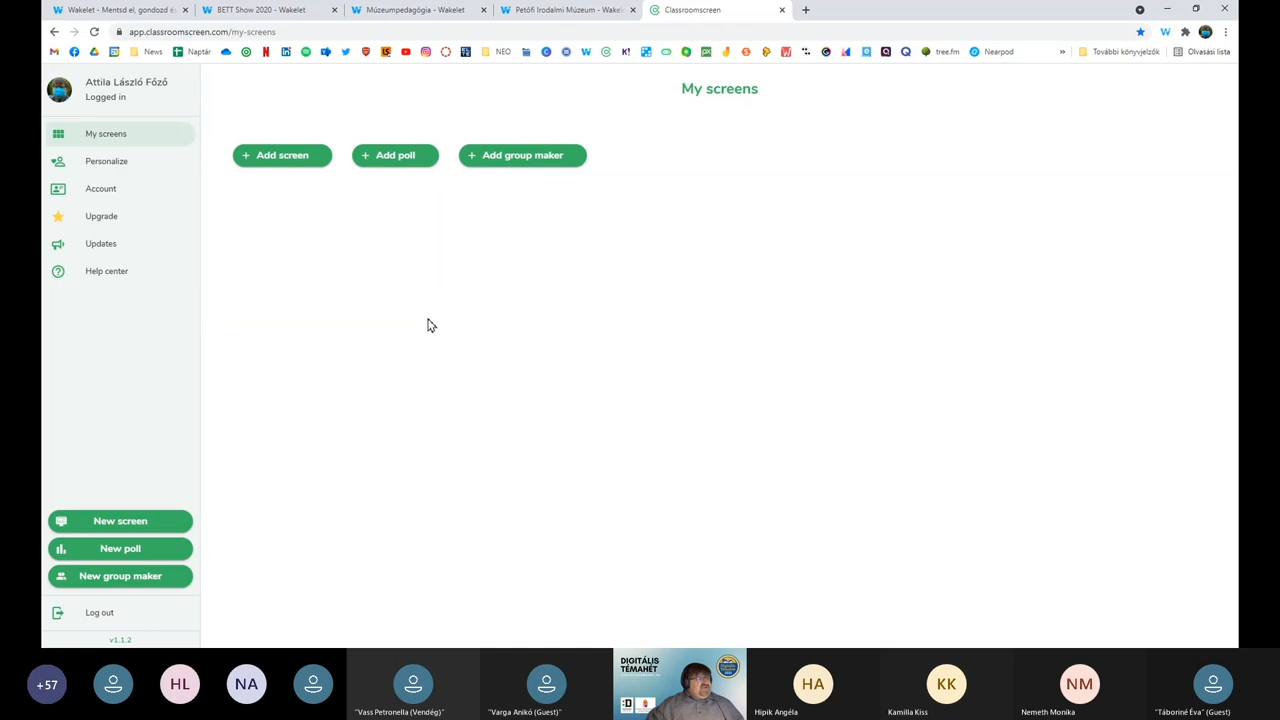 Wakelet - Mentsd el, gondozd és
BETT Show 2020 - Wakelet
Múzeumpedagógia - Wakelet
Petőfi Irodalmi Múzeum - Wakele
Classroomscreen
app.classroomscreen.com/my-screens
News
Naptár
NEO
tree.fm
Nearpod
További könyvjelzők
Olvasási lista
Attila László Főző
Logged in
My screens
Personalize
Account
Upgrade
Updates
Help center
My screens
+ Add screen
+ Add poll
+ Add group maker
New screen
New poll
New group maker
Log out
v1.1.2
+57
HL
NA
"Vass Petronella (Vendég)"
"Varga Anikó (Guest)"
DIGITÁLIS
TÉMAHÉT
HA
Hipik Angéla
KK
Kamilla Kiss
NM
Nemeth Monika
"Táboriné Éva" (Guest)